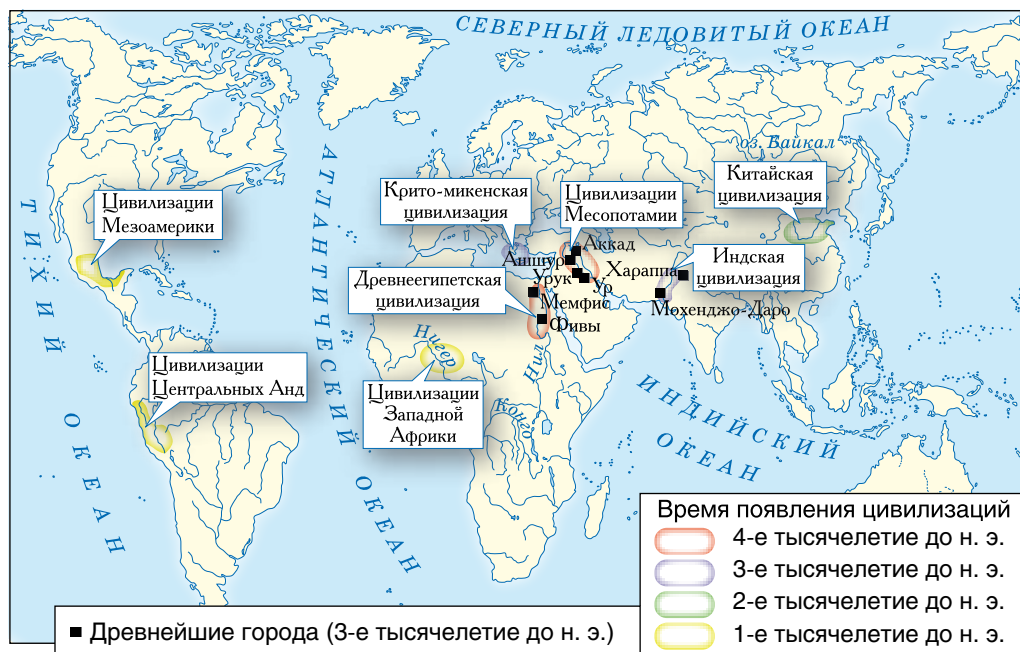 СЕВЕРНЫЙ ЛЕДОВИТЫЙ ОКЕАН
оз. Байкал
Китайская
цивилизация
Крито-микенская
цивилизация
Цивилизации
Месопотамии
Цивилизации
Мезоамерики
Аккад
Ашшур
Индская
цивилизация
Хараппа
Урук
Ур
Древнеегипетская
цивилизация
Мемфис
Мохенджо-Даро
Фивы
Нигер
Нил
Цивилизации
Центральных Анд
Цивилизации
Западной
Африки
Конго
ТИХИЙ ОКЕАН
АТЛАНТИЧЕСКИЙ ОКЕАН
ИНДИЙСКИЙ
ОКЕАН
Время появления цивилизаций
4-е тысячелетие до н. э.
3-е тысячелетие до н. э.
2-е тысячелетие до н. э.
1-е тысячелетие до н. э.
Древнейшие города (3-е тысячелетие до н. э.)